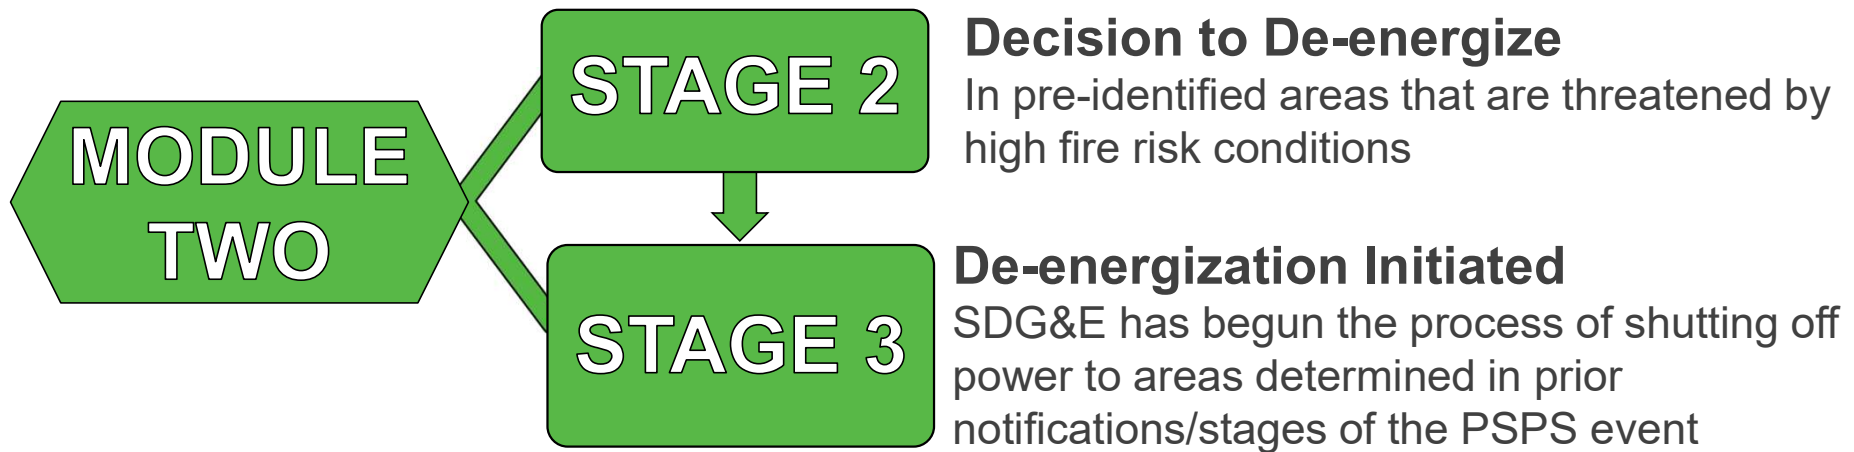 MODULE
TWO
STAGE 2
Decision to De-energize
In pre-identified areas that are threatened by
high fire risk conditions
STAGE 3
De-energization Initiated
SDG&E has begun the process of shutting off
power to areas determined in prior
notifications/stages of the PSPS event